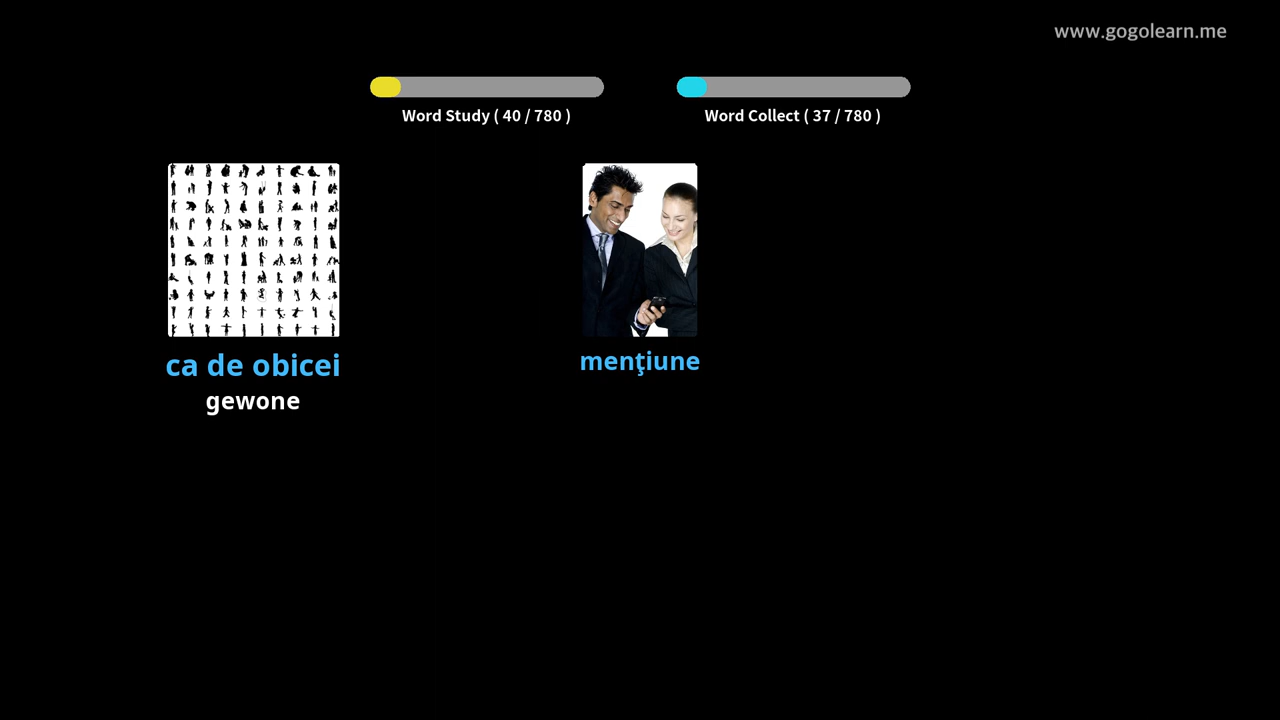 www.gogolearn.me
Word Study ( 40 / 780 )
Word Collect ( 37 / 780 )
ca de obicei
gewone
menţiune